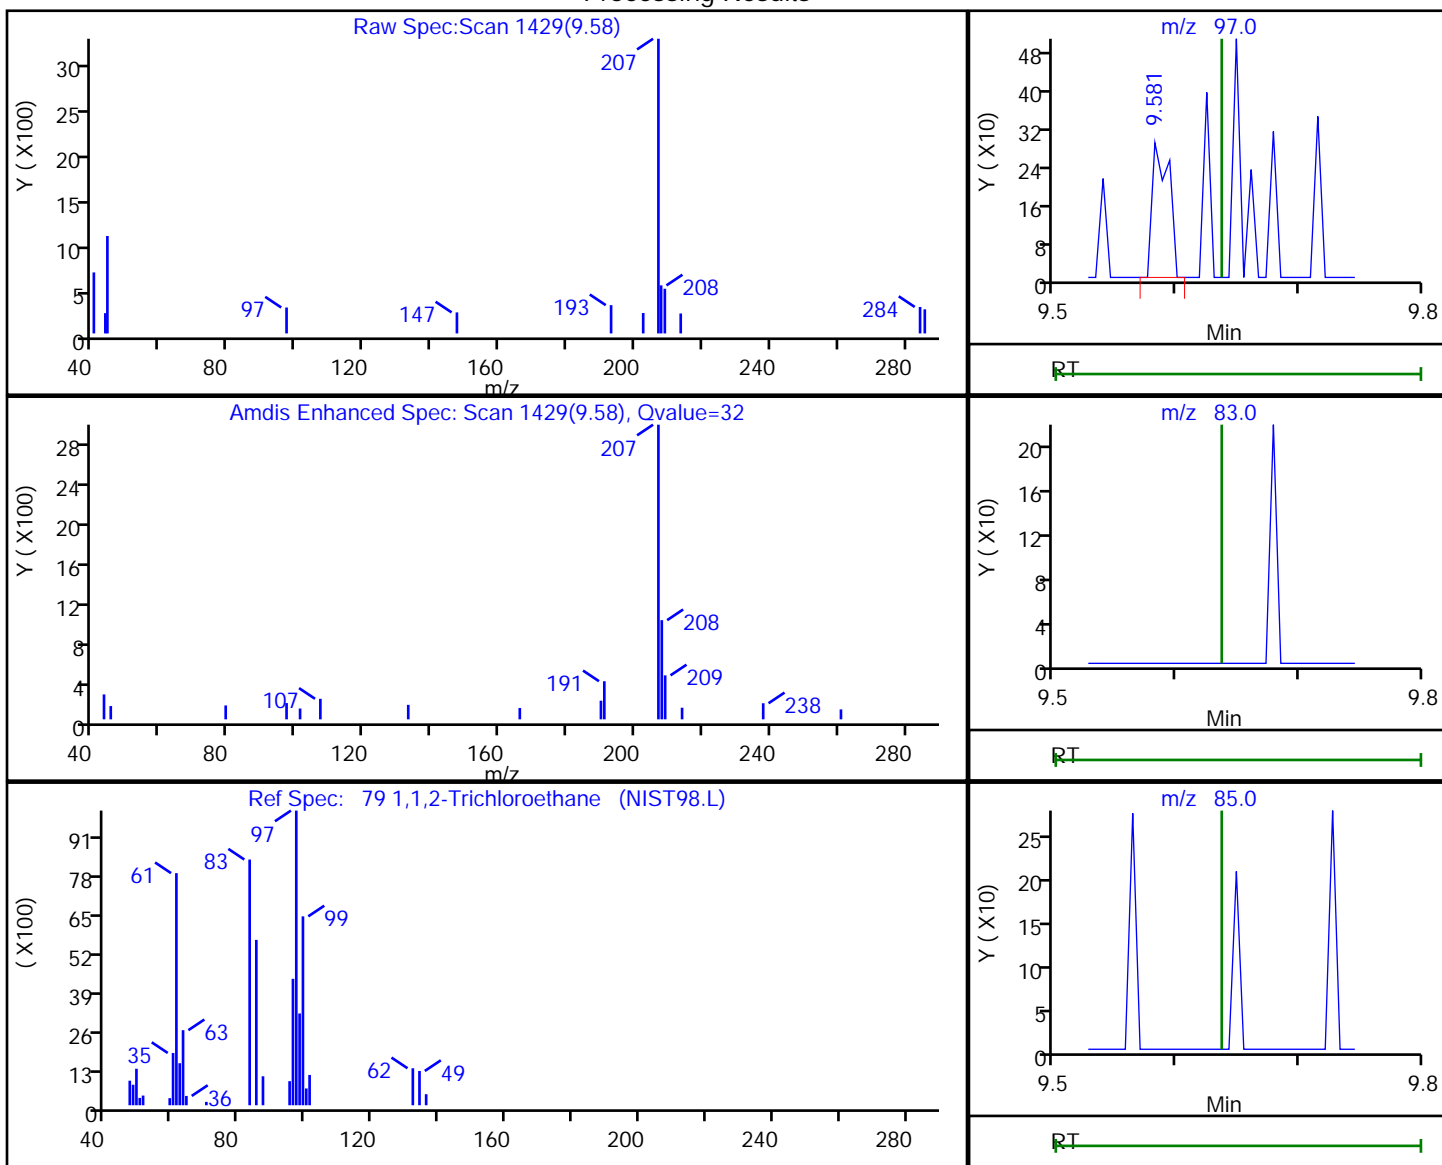 Processing Results
Raw Spec:Scan 1429(9.58)
Y ( X100)
30
25
20
15
10
5
0
207
208
193
147
97
284
40 80 120 160 200 240 280
m/z
m/z 97.0
Y ( X10)
48
40
32
24
16
8
0
9.581
9.5 9.8
Min
RT
Amdis Enhanced Spec: Scan 1429(9.58), Qvalue=32
Y ( X100)
28
24
20
16
12
8
4
0
207
208
209
191
107
238
40 80 120 160 200 240 280
m/z
m/z 83.0
Y ( X10)
20
16
12
8
4
0
9.5 9.8
Min
RT
Ref Spec: 79 1,1,2-Trichloroethane (NIST98.L)
( X100)
91
78
65
52
39
26
13
0
97
83
61
99
63
35
36
62
49
40 80 120 160 200 240 280
m/z 85.0
Y ( X10)
25
20
15
10
5
0
9.5 9.8
Min
RT